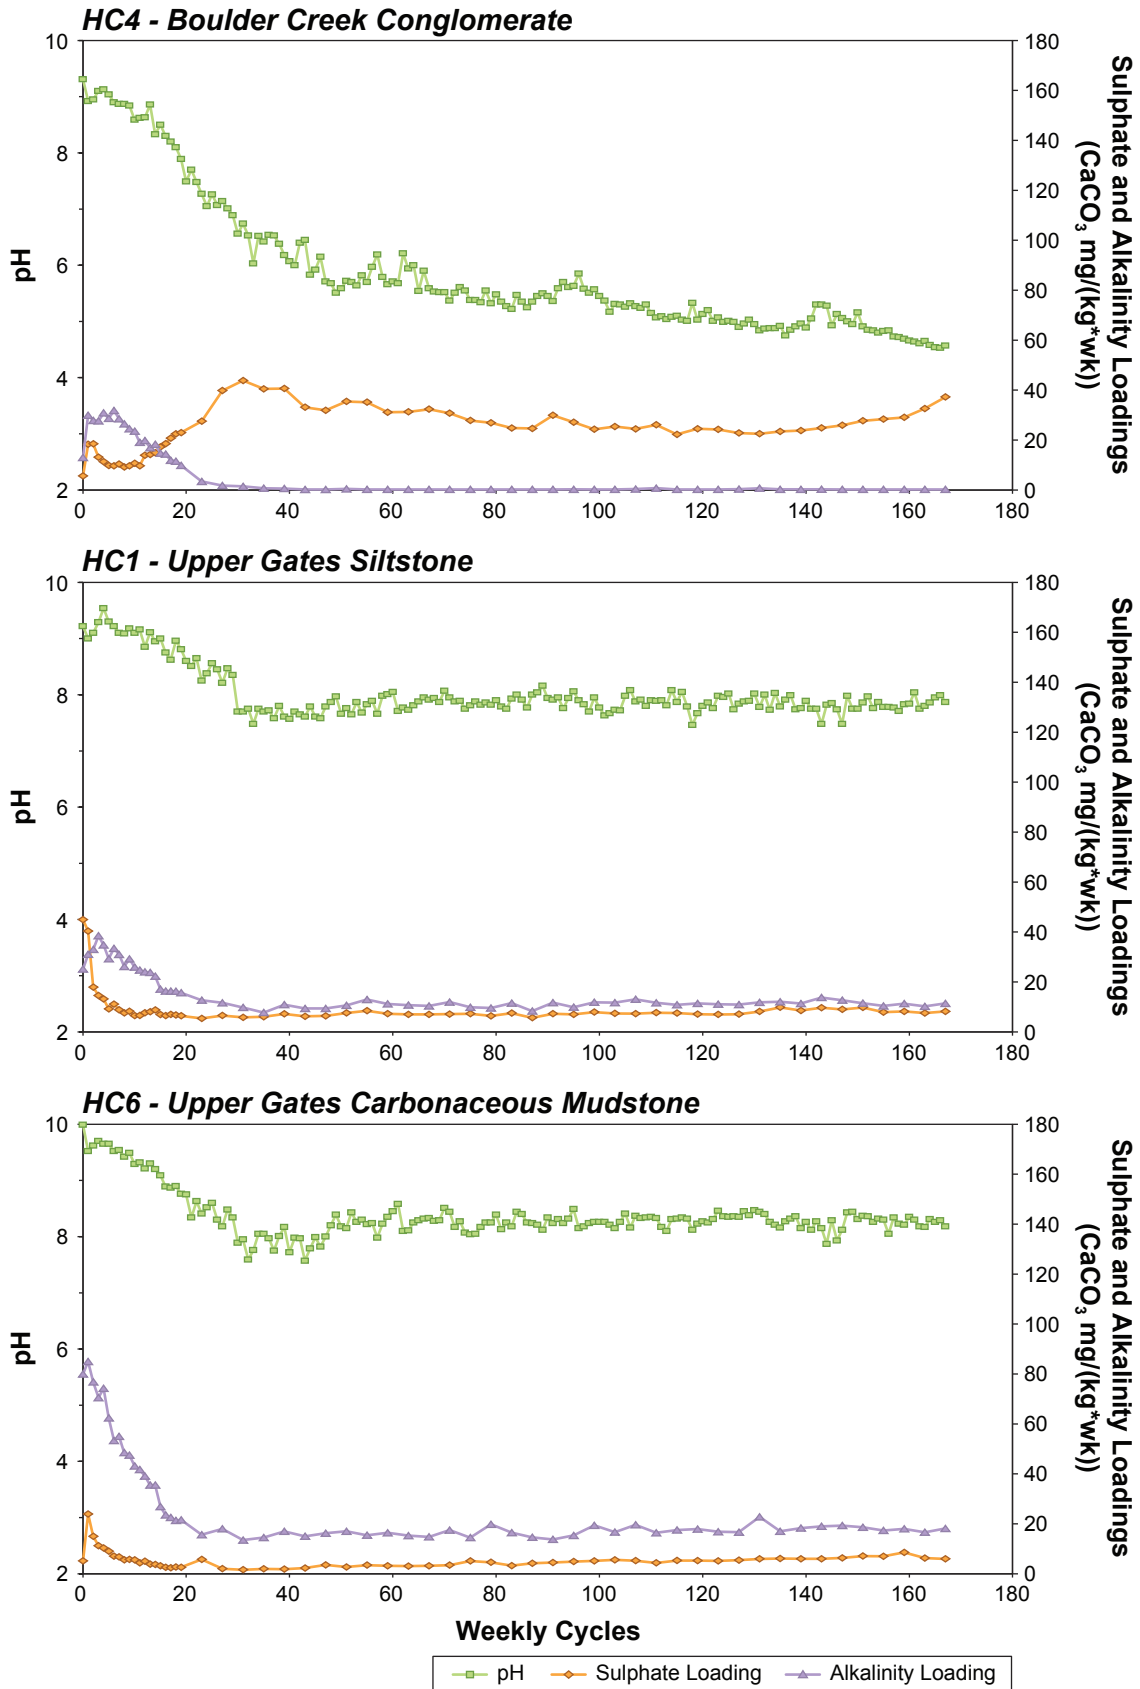 HC4 - Boulder Creek Conglomerate
10
8
6
4
2
pH
180
160
140
120
100
80
60
40
20
0
Sulphate and Alkalinity Loadings
(CaCO₃ mg/(kg*wk))
0 20 40 60 80 100 120 140 160 180
HC1 - Upper Gates Siltstone
10
8
6
4
2
pH
180
160
140
120
100
80
60
40
20
0
Sulphate and Alkalinity Loadings
(CaCO₃ mg/(kg*wk))
0 20 40 60 80 100 120 140 160 180
HC6 - Upper Gates Carbonaceous Mudstone
10
8
6
4
2
pH
180
160
140
120
100
80
60
40
20
0
Sulphate and Alkalinity Loadings
(CaCO₃ mg/(kg*wk))
0 20 40 60 80 100 120 140 160 180
Weekly Cycles
pH Sulphate Loading Alkalinity Loading